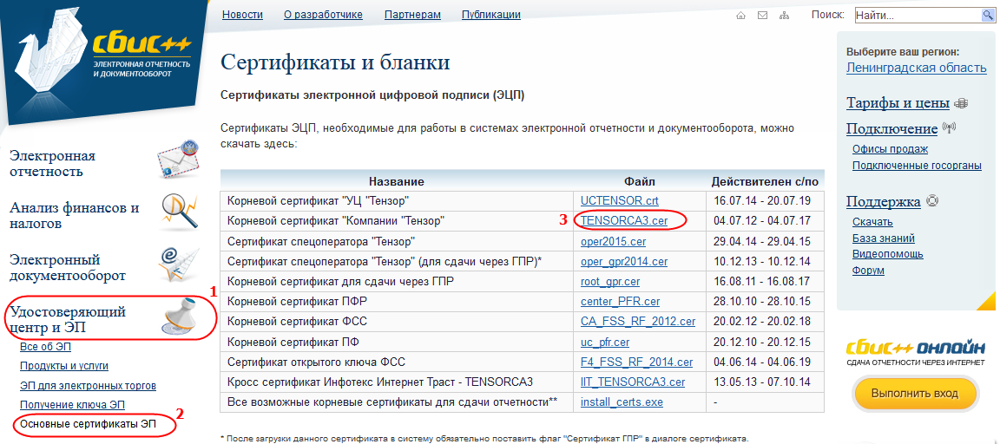 Новости О разработчике Партнерам Публикации Поиск: Найти...
сбис++
ЭЛЕКТРОННАЯ ОТЧЕТНОСТЬ
И ДОКУМЕНТООБОРОТ
Электронная
отчетность
Анализ финансов и
налогов
Электронный
документооборот
1
Удостоверяющий
центр и ЭП
Все об ЭП
Продукты и услуги
ЭП для электронных торгов
Получение ключа ЭП
2
Основные сертификаты ЭП
Сертификаты и бланки
Сертификаты электронной цифровой подписи (ЭЦП)
Сертификаты ЭЦП, необходимые для работы в системах электронной отчетности и документооборота, можно
скачать здесь:
Название Файл Действителен с/по
Корневой сертификат "УЦ "Тензор" UCTENSOR.crt 16.07.14 - 20.07.19
Корневой сертификат "Компании "Тензор" 3 TENSORCA3.cer 04.07.12 - 04.07.17
Сертификат спецоператора "Тензор" oper2015.cer 29.04.14 - 29.04.15
Сертификат спецоператора "Тензор" (для сдачи через ГПР)* oper_gpr2014.cer 10.12.13 - 10.12.14
Корневой сертификат для сдачи через ГПР root_gpr.cer 16.08.11 - 16.08.17
Корневой сертификат ПФР center_PFR.cer 28.10.10 - 28.10.15
Корневой сертификат ФСС CA_FSS_RF_2012.cer 20.02.12 - 20.02.18
Корневой сертификат ПФ uc_pfr.cer 20.12.10 - 20.12.15
Сертификат открытого ключа ФСС F4_FSS_RF_2014.cer 04.06.14 - 04.06.19
Кросс сертификат Инфотекс Интернет Траст - TENSORCA3 IIT_TENSORCA3.cer 13.05.13 - 07.10.14
Все возможные корневые сертификаты для сдачи отчетности** install_certs.exe -
* После загрузки данного сертификата в систему обязательно поставить флаг "Сертификат ГПР" в диалоге сертификата.
Выберите ваш регион:
Ленинградская область
Тарифы и цены
Подключение
Офисы продаж
Подключенные госорганы
Поддержка
Скачать
База знаний
Видеопомощь
Форум
сбис++ онлайн
СДАЧА ОТЧЕТНОСТИ ЧЕРЕЗ ИНТЕРНЕТ
Выполнить вход